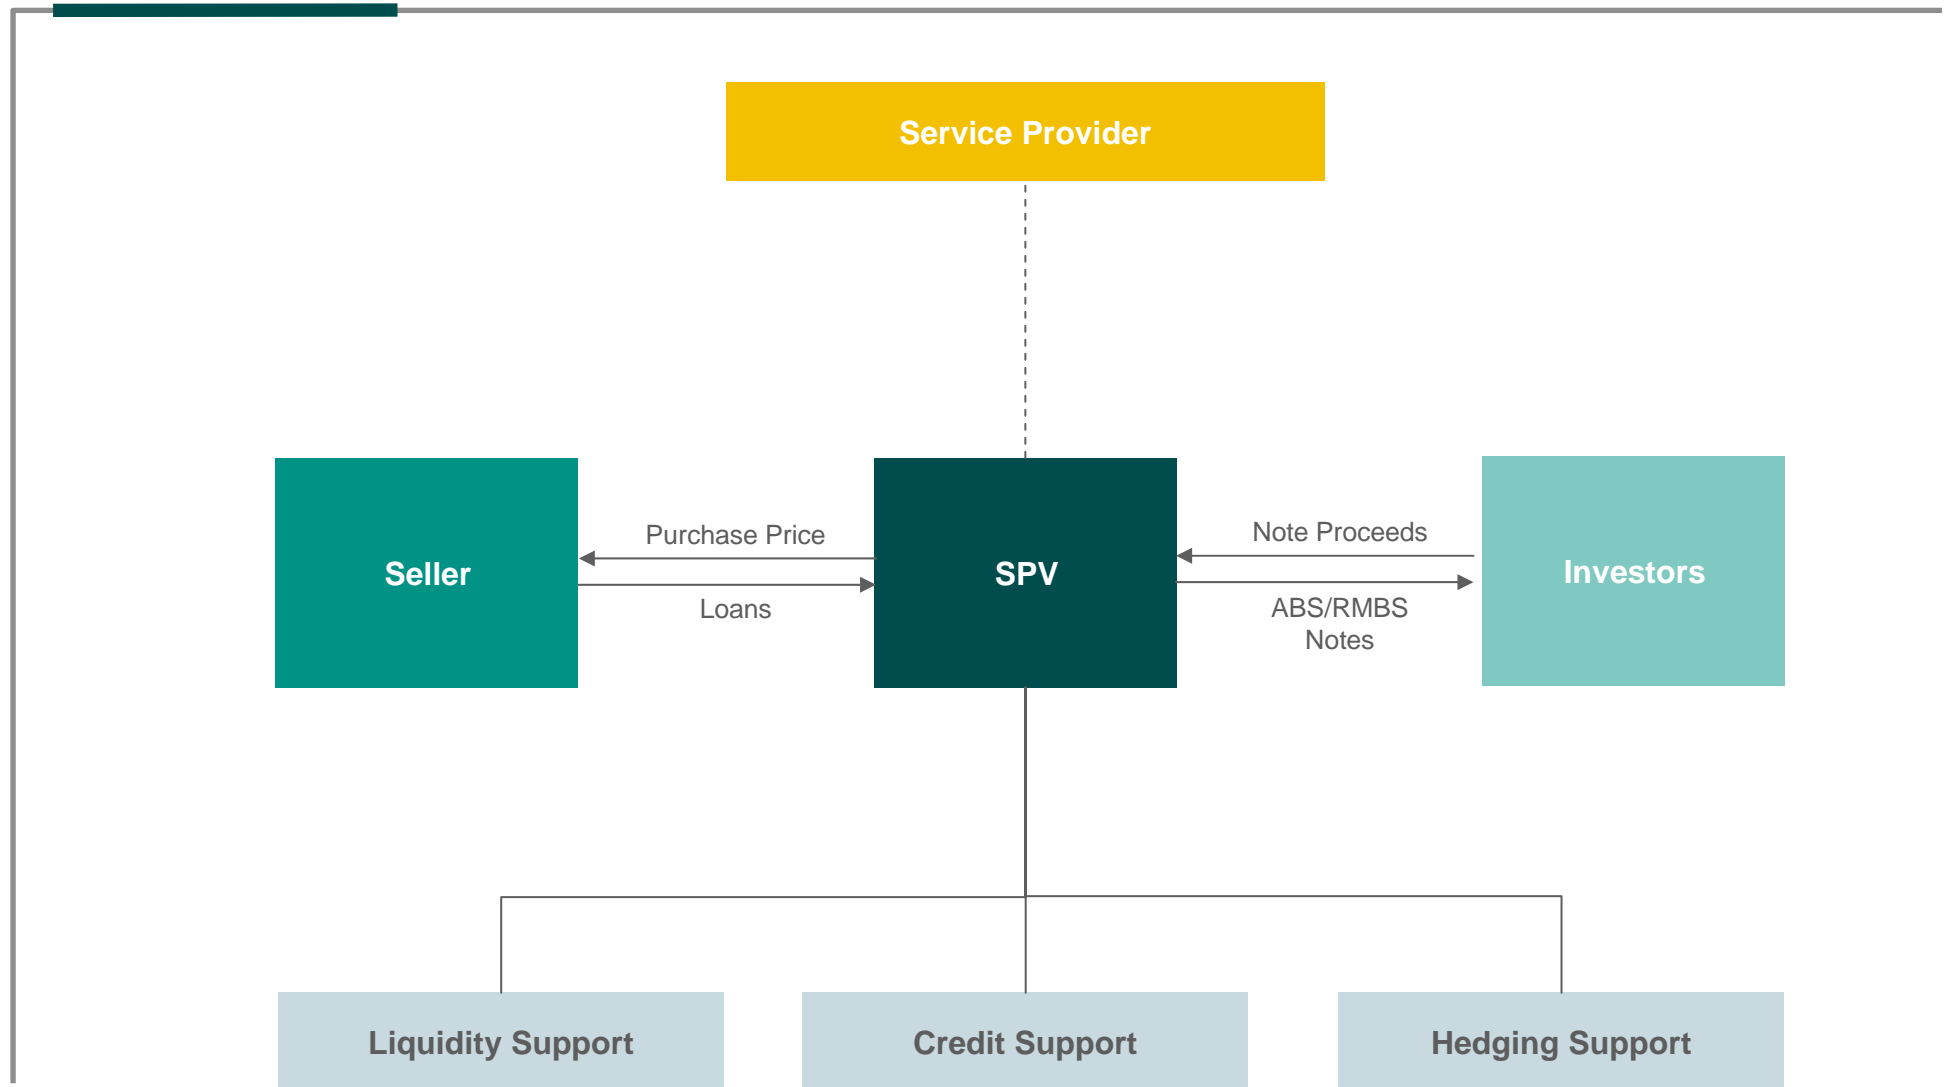 Service Provider
Purchase Price
Note Proceeds
Seller
SPV
Investors
Loans
ABS/RMBS
Notes
Liquidity Support
Credit Support
Hedging Support